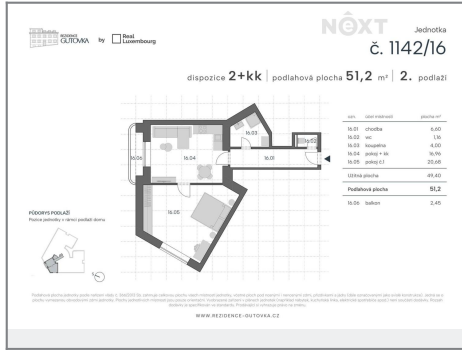 NEXT
REZIDENCE
GUTOVKA
by
Real
Luxembourg
Jednotka
č. 1142/16
dispozice 2+kk | podlahová plocha 51,2 m² | 2. podlaží
ozn. účel místnosti plocha m²
16.01 chodba 6,60
16.02 wc 1,16
16.03 koupelna 4,00
16.04 pokoj + kk 16,96
16.05 pokoj č.1 20,68
Užitná plocha 49,40
Podlahová plocha 51,2
16.06 balkon 2,45
16.03
16.02
16.06
16.04
16.01
16.05
PŮDORYS PODLAŽÍ
Pozice jednotky v rámci podlaží domu
WWW.REZIDENCE-GUTOVKA.CZ